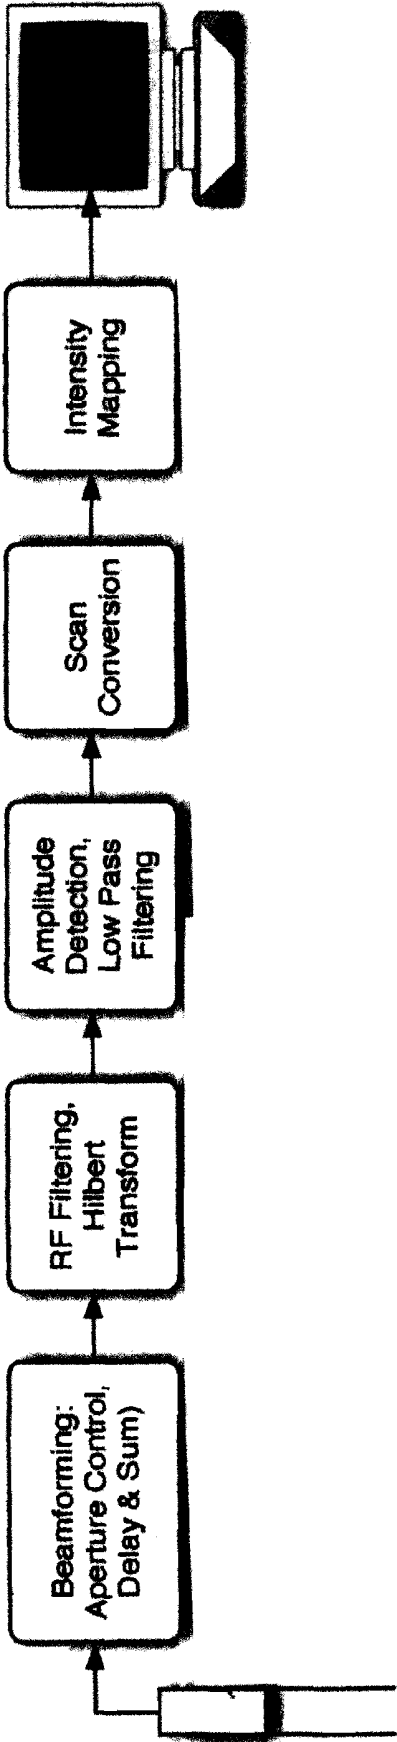 Beamforming:
Aperture Control,
Delay & Sum)
RF Filtering,
Hilbert
Transform
Amplitude
Detection,
Low Pass
Filtering
Scan
Conversion
Intensity
Mapping